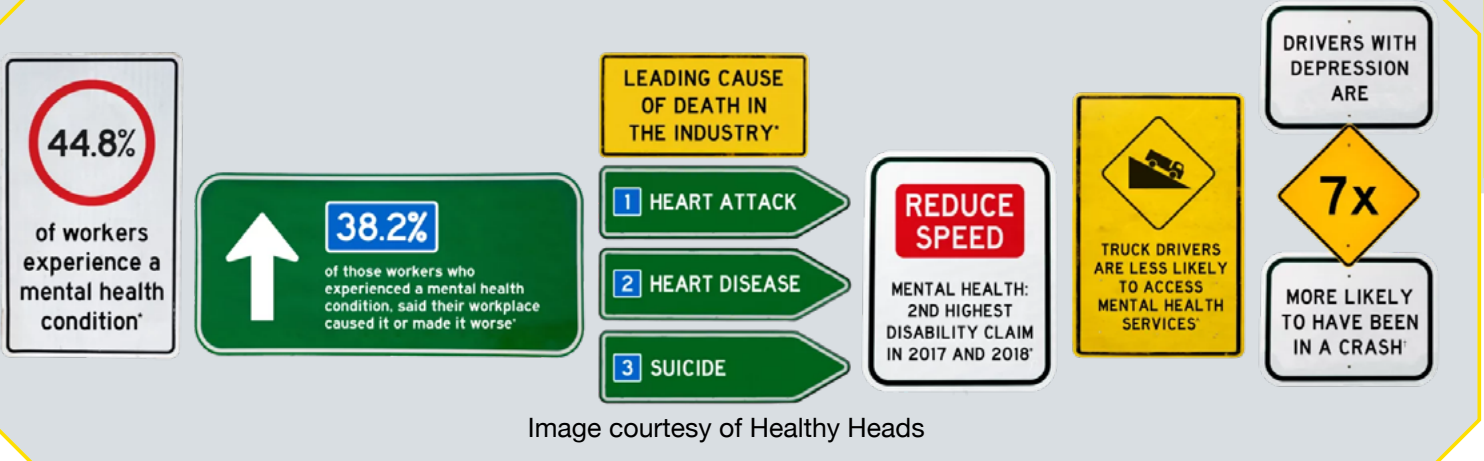 44.8%
of workers
experience a
mental health
condition*
38.2%
of those workers who
experienced a mental health
condition, said their workplace
caused it or made it worse*
LEADING CAUSE
OF DEATH IN
THE INDUSTRY*
1 HEART ATTACK
2 HEART DISEASE
3 SUICIDE
REDUCE
SPEED
MENTAL HEALTH:
2ND HIGHEST
DISABILITY CLAIM
IN 2017 AND 2018*
TRUCK DRIVERS
ARE LESS LIKELY
TO ACCESS
MENTAL HEALTH
SERVICES^
DRIVERS WITH
DEPRESSION
ARE
7x
MORE LIKELY
TO HAVE BEEN
IN A CRASH†
Image courtesy of Healthy Heads